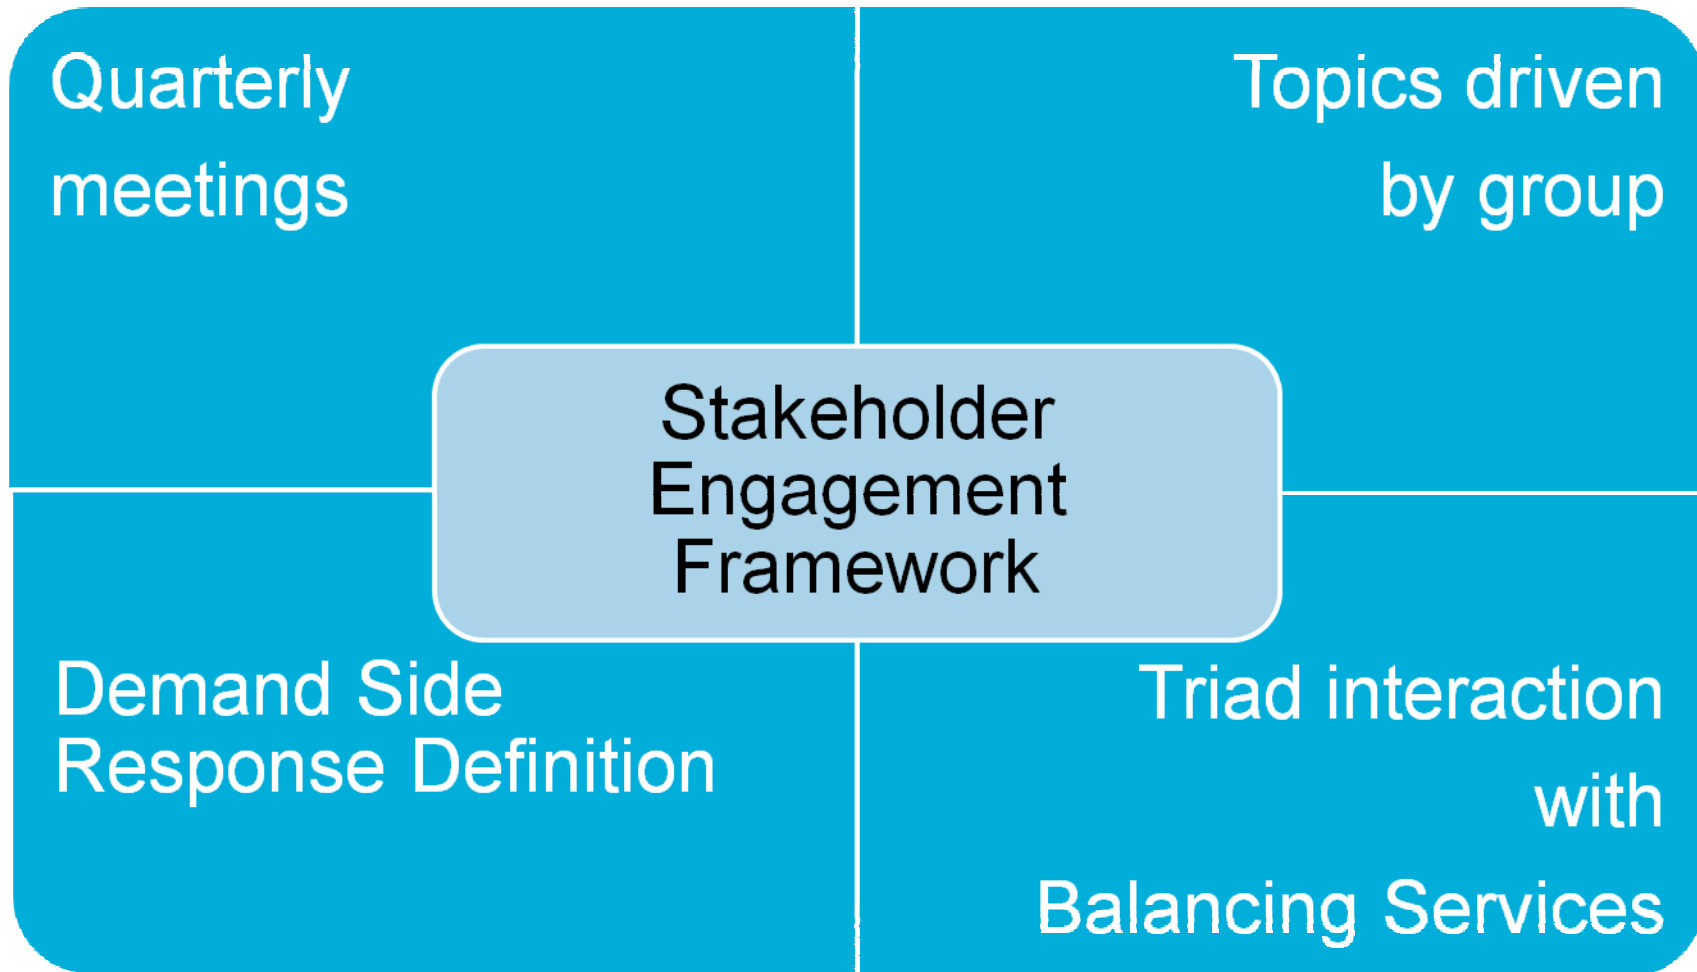 Quarterly
meetings
Topics driven
by group
Stakeholder
Engagement
Framework
Demand Side
Response Definition
Triad interaction
with
Balancing Services